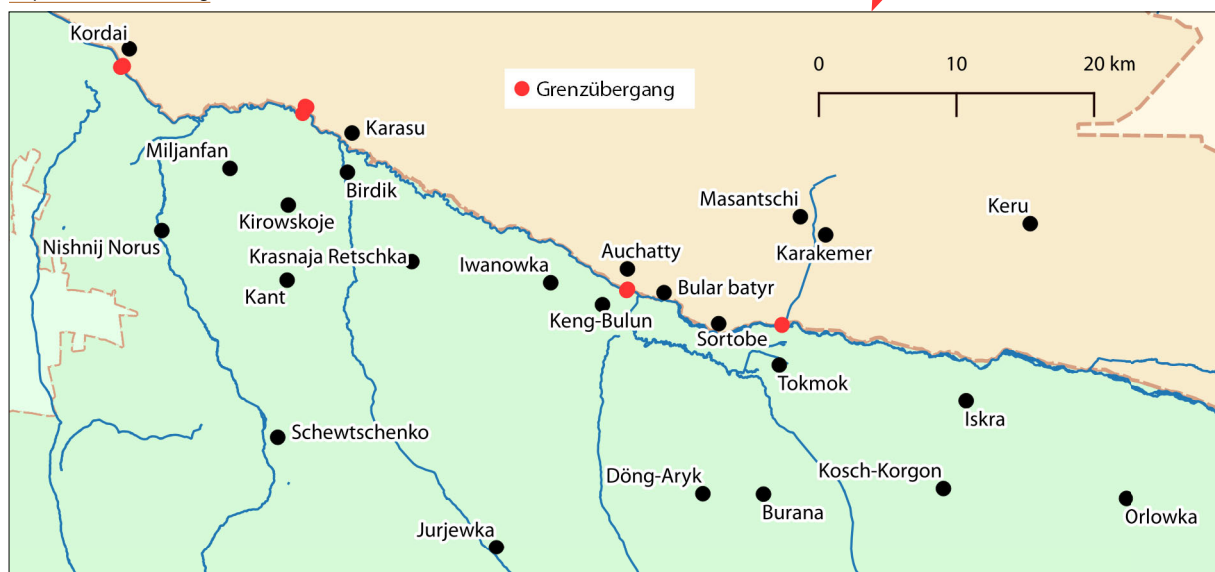 Kordai
Grenzübergang
0 10 20 km
Karasu
Miljanfan
Birdik
Masantschi
Keru
Kirowskoje
Nishnij Norus
Krasnaja Retschka
Auchatty
Karakemer
Iwanowka
Kant
Bular batyr
Keng-Bulun
Sortobe
Tokmok
Iskra
Schewtschenko
Döng-Aryk
Kosch-Korgon
Burana
Orlowka
Jurjewka